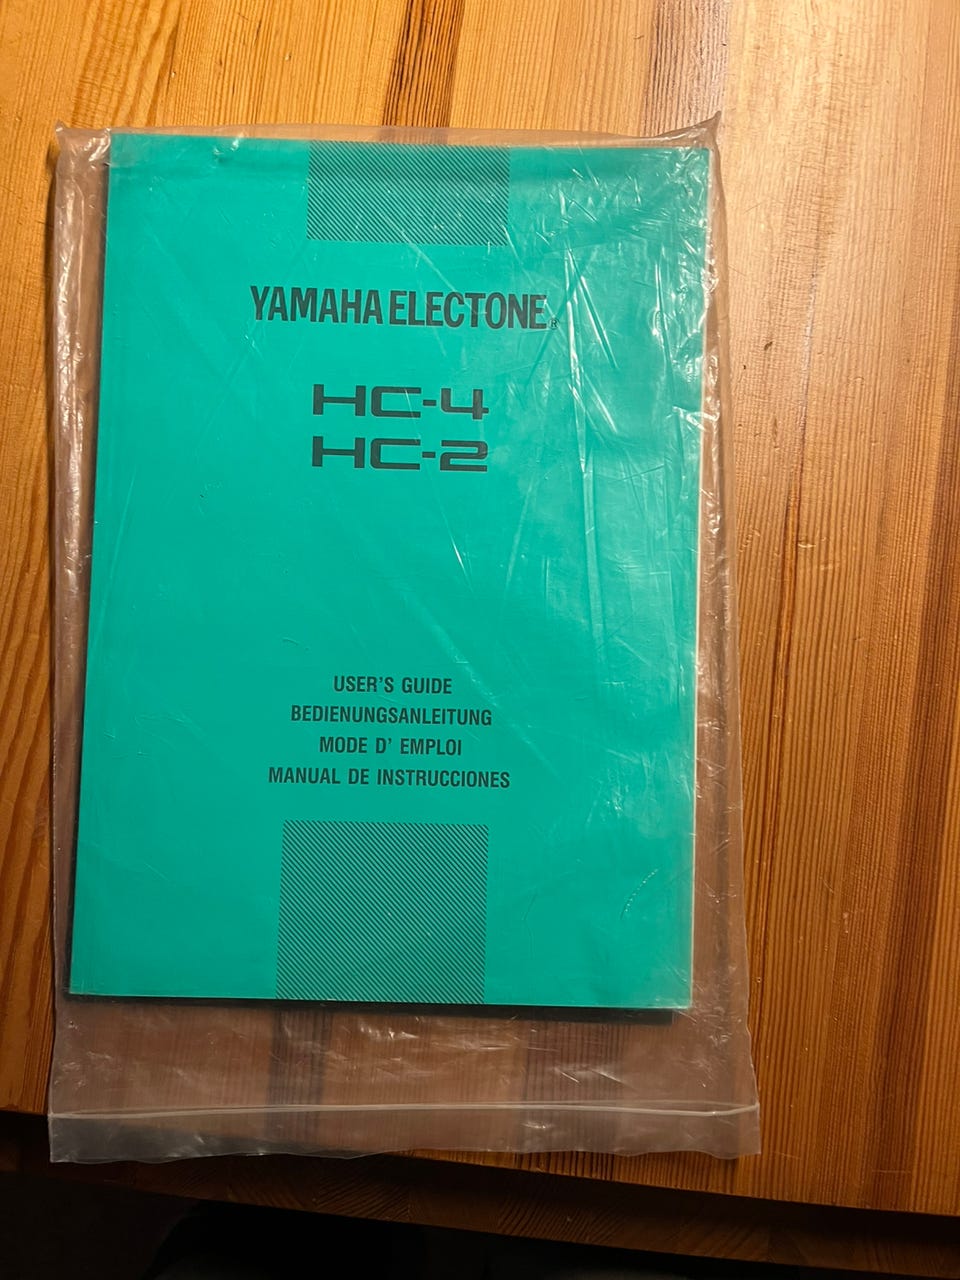 YAMAHA ELECTONE®
HC-4
HC-2
USER'S GUIDE
BEDIENUNGSANLEITUNG
MODE D' EMPLOI
MANUAL DE INSTRUCCIONES